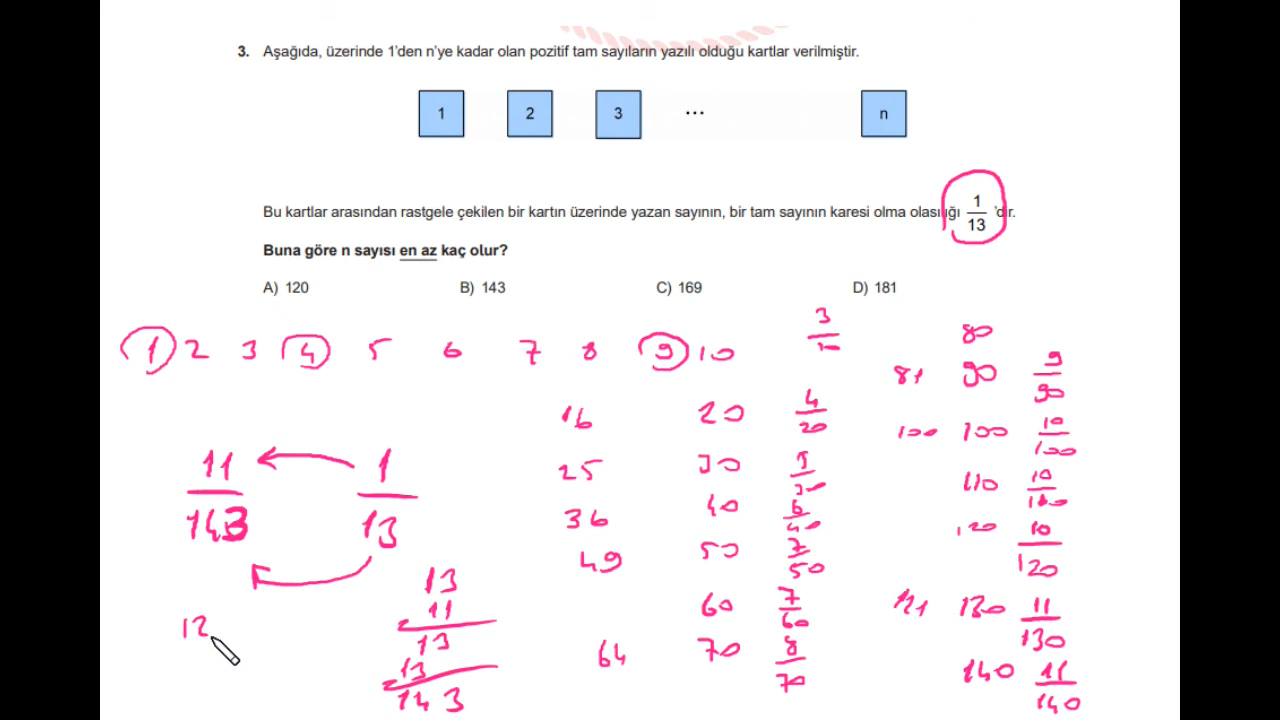 3. Aşağıda, üzerinde 1'den n'ye kadar olan pozitif tam sayıların yazılı olduğu kartlar verilmiştir.
1 2 3 ... n
Bu kartlar arasından rastgele çekilen bir kartın üzerinde yazan sayının, bir tam sayının karesi olma olasılığı 1/13 'dir.
Buna göre n sayısı en az kaç olur?
A) 120 B) 143 C) 169 D) 181
1 2 3 4 5 6 7 8 9 10 3/10
80
81 90 9/90
16 20 4/20
100 100 10/100
11/143 1/13
25 30 5/30
110 10/110
36 40 6/40
120 10/120
49 50 7/50
13
11
13
13
143
60 7/60
121 130 11/130
12
64 70 8/70
140 11/140